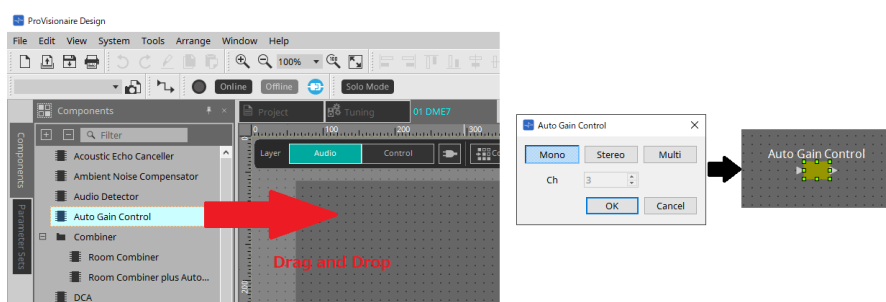 ProVisionaire Design
File Edit View System Tools Arrange Window Help
100%
Online Offline Solo Mode
Components
Project Tuning 01 DME7
Filter
0 100 200 300
Layer Audio Control
Components
Parameter Sets
Acoustic Echo Canceller
Ambient Noise Compensator
Audio Detector
Auto Gain Control
Combiner
Room Combiner
Room Combiner plus Auto...
DCA
Drag and Drop
200
Auto Gain Control
Mono Stereo Multi
Ch 3
OK Cancel
Auto Gain Control